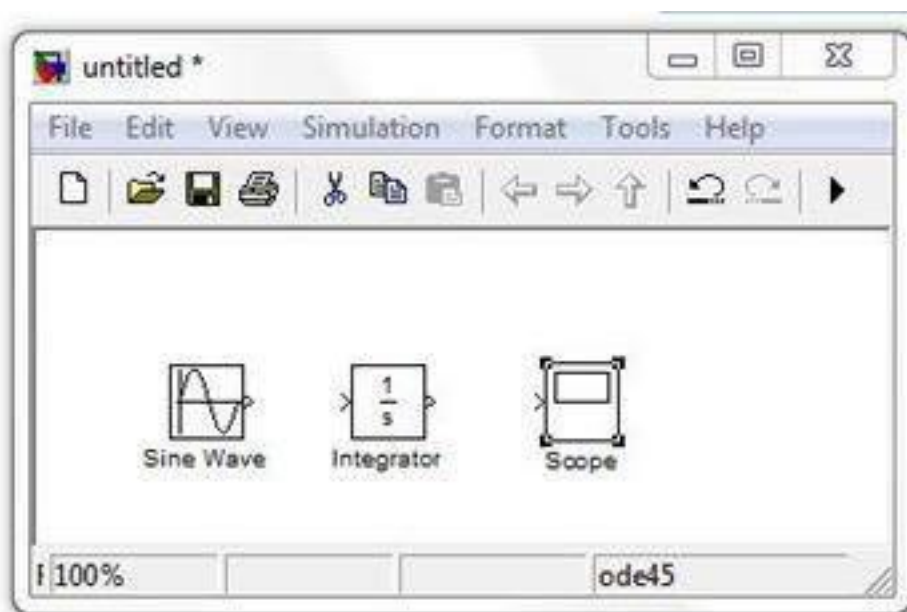 untitled *
File Edit View Simulation Format Tools Help
1
s
Sine Wave Integrator Scope
100% ode45